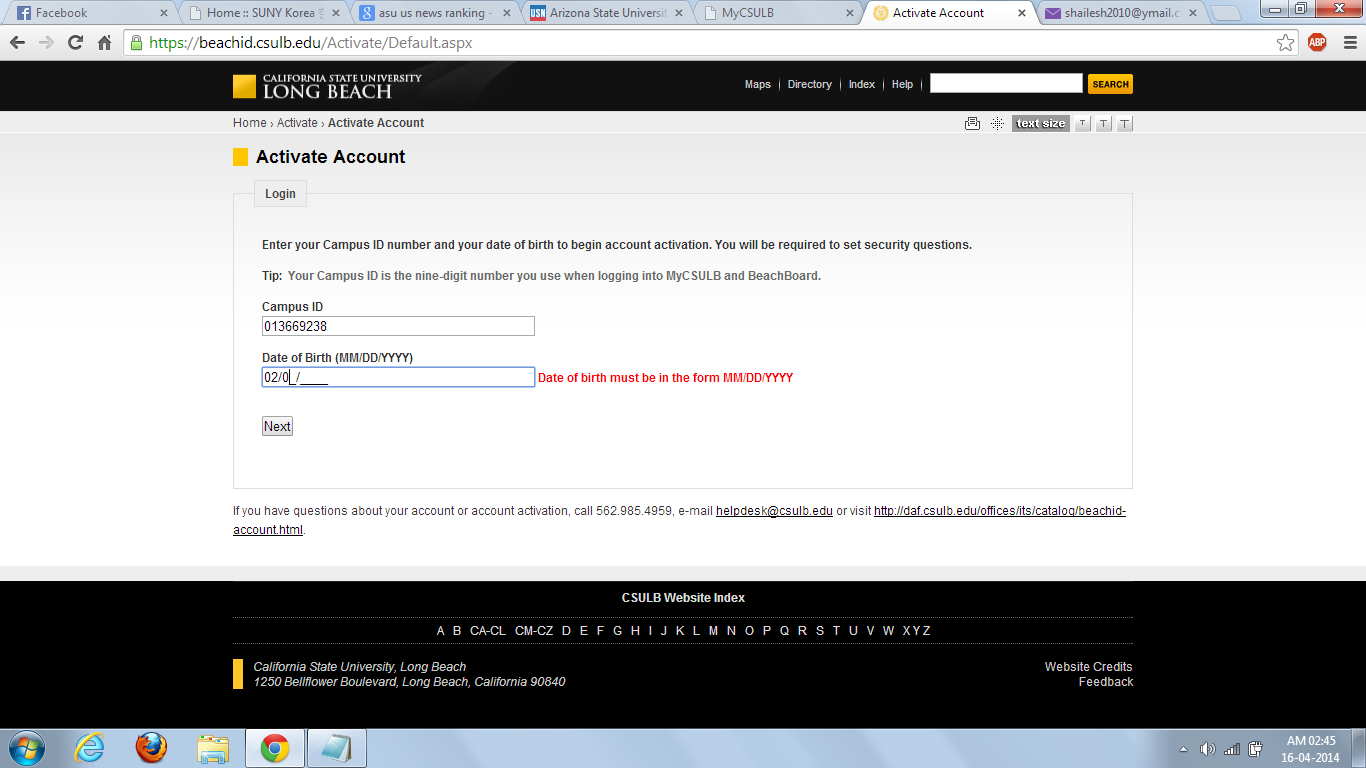 Facebook
Home :: SUNY Korea
asu us news ranking -
USN Arizona State Universit
MyCSULB
Activate Account
shailesh2010@ymail.c
https://beachid.csulb.edu/Activate/Default.aspx
ABP
CALIFORNIA STATE UNIVERSITY
LONG BEACH
Maps Directory Index Help
SEARCH
Home › Activate › Activate Account
text size T T T
Activate Account
Login
Enter your Campus ID number and your date of birth to begin account activation. You will be required to set security questions.
Tip: Your Campus ID is the nine-digit number you use when logging into MyCSULB and BeachBoard.
Campus ID
013669238
Date of Birth (MM/DD/YYYY)
02/0_/____ Date of birth must be in the form MM/DD/YYYY
Next
If you have questions about your account or account activation, call 562.985.4959, e-mail helpdesk@csulb.edu or visit http://daf.csulb.edu/offices/its/catalog/beachid-
account.html.
CSULB Website Index
A B CA-CL CM-CZ D E F G H I J K L M N O P Q R S T U V W XYZ
California State University, Long Beach
1250 Bellflower Boulevard, Long Beach, California 90840
Website Credits
Feedback
AM 02:45
16-04-2014